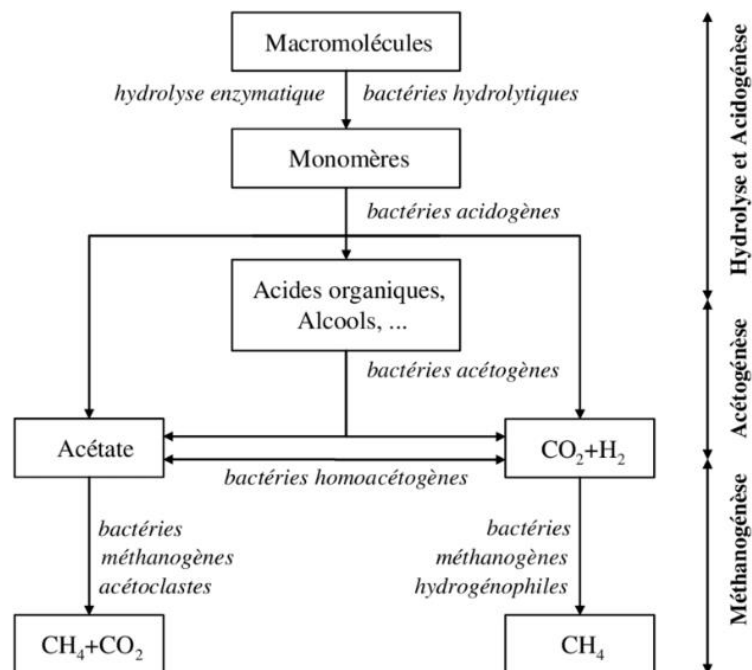 Macromolécules
hydrolyse enzymatique
bactéries hydrolytiques
Monomères
bactéries acidogènes
Acides organiques,
Alcools, ...
bactéries acétogènes
Acétate
CO₂+H₂
bactéries homoacétogènes
bactéries
méthanogènes
acétoclastes
bactéries
méthanogènes
hydrogénophiles
CH₄+CO₂
CH₄
Hydrolyse et Acidogénèse
Acétogénèse
Méthanogénèse